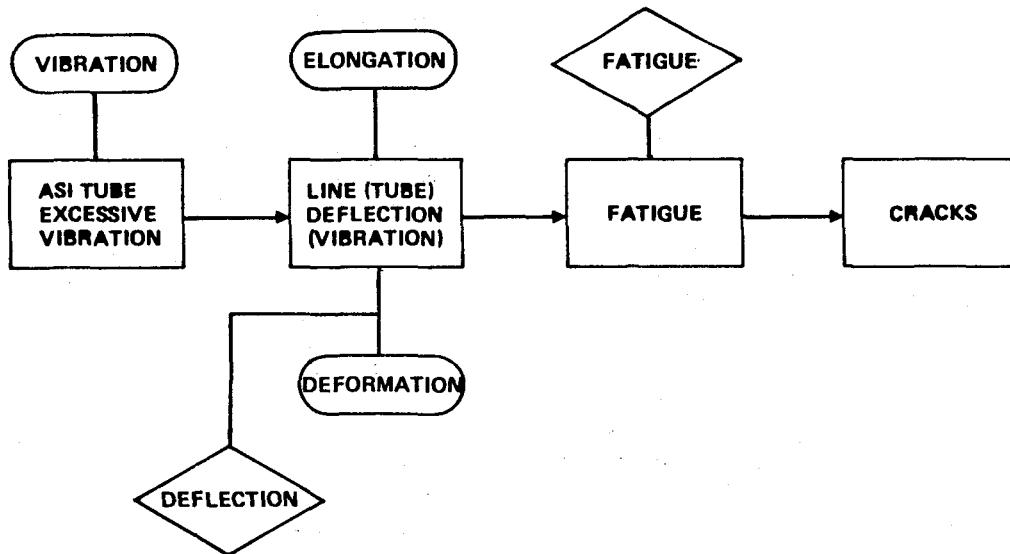 VIBRATION
ELONGATION
FATIGUE
ASI TUBE
EXCESSIVE
VIBRATION
LINE (TUBE)
DEFLECTION
(VIBRATION)
FATIGUE
CRACKS
DEFORMATION
DEFLECTION